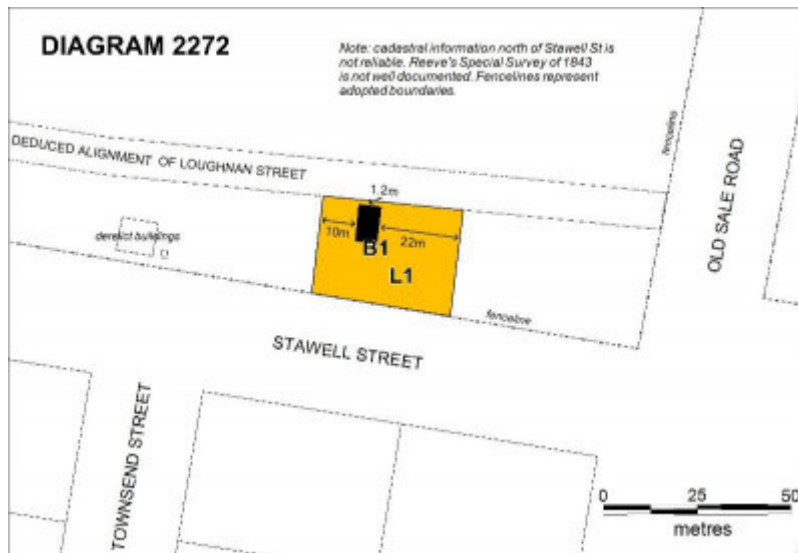 DIAGRAM 2272
Note: cadastral information north of Stawell St is
not reliable. Reeve's Special Survey of 1843
is not well documented. Fencelines represent
adopted boundaries.
fenceline
DEDUCED ALIGNMENT OF LOUGHNAN STREET
OLD SALE ROAD
1.2m
10m
22m
B1
L1
derelict buildings
fenceline
STAWELL STREET
TOWNSEND STREET
0 25 50
metres